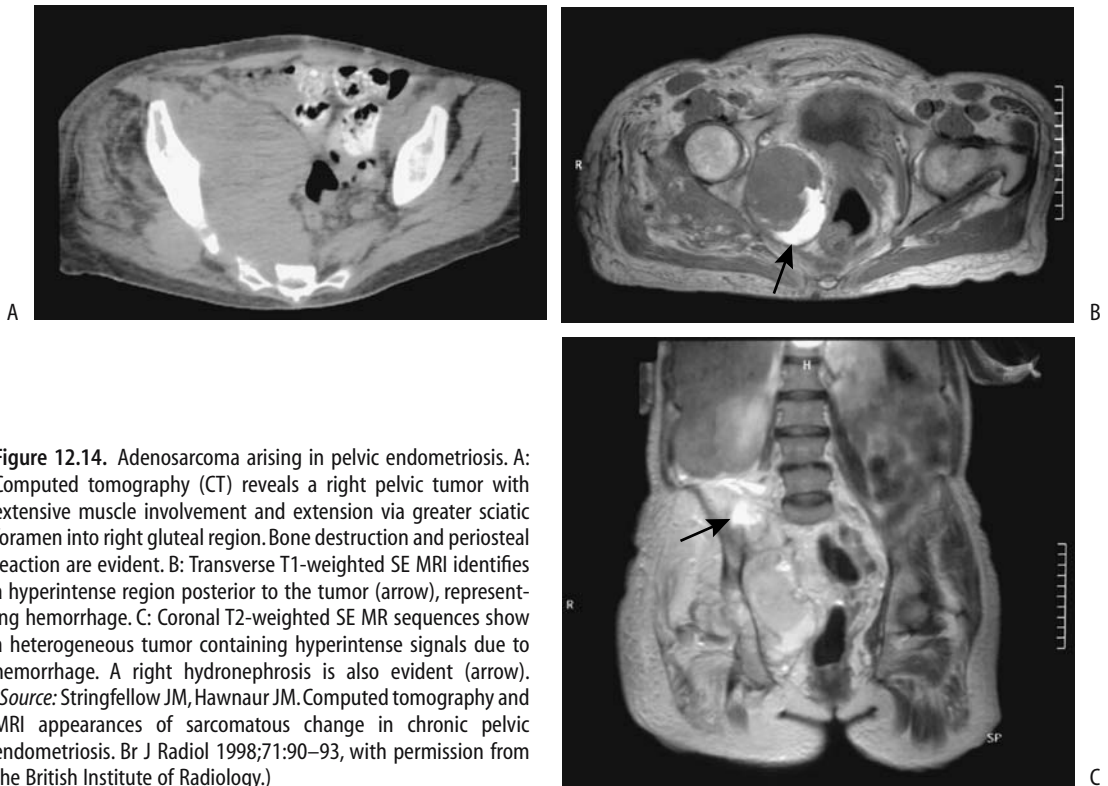 R
A
B
H
R
SP
C
Figure 12.14. Adenosarcoma arising in pelvic endometriosis. A:
Computed tomography (CT) reveals a right pelvic tumor with
extensive muscle involvement and extension via greater sciatic
foramen into right gluteal region. Bone destruction and periosteal
reaction are evident. B: Transverse T1-weighted SE MRI identifies
a hyperintense region posterior to the tumor (arrow), represent-
ing hemorrhage. C: Coronal T2-weighted SE MR sequences show
a heterogeneous tumor containing hyperintense signals due to
hemorrhage. A right hydronephrosis is also evident (arrow).
Source: Stringfellow JM, Hawnaur JM. Computed tomography and
MRI appearances of sarcomatous change in chronic pelvic
endometriosis. Br J Radiol 1998;71:90–93, with permission from
the British Institute of Radiology.)